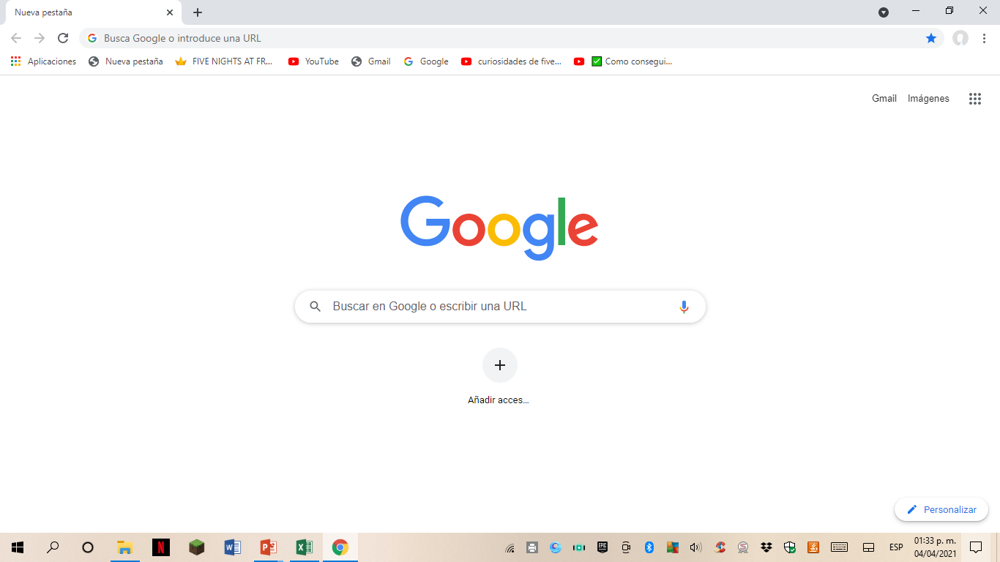 Nueva pestaña
Busca Google o introduce una URL
Aplicaciones Nueva pestaña FIVE NIGHTS AT FR... YouTube Gmail Google curiosidades de five... Como consegui...
Gmail Imágenes
Google
Buscar en Google o escribir una URL
Añadir acces...
Personalizar
ESP 01:33 p. m.
04/04/2021